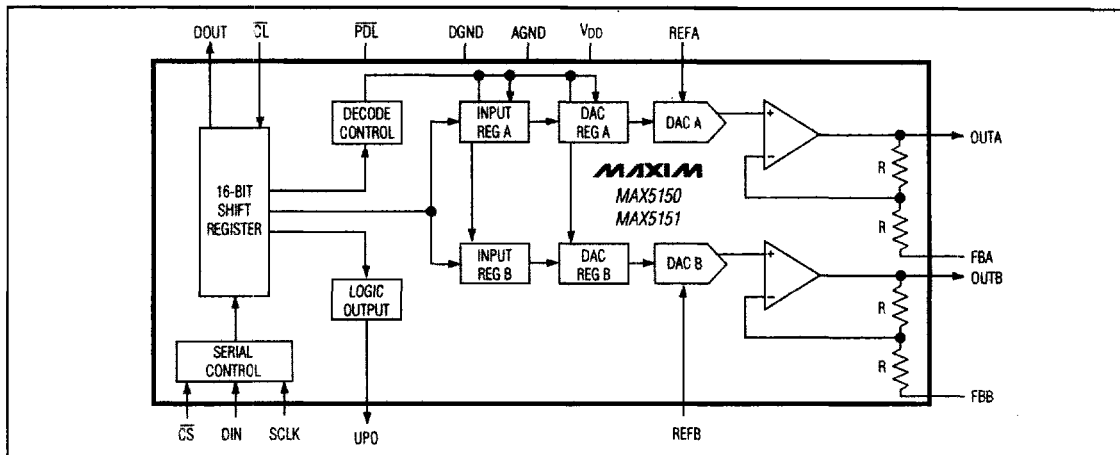 DOUT CL PDL DGND AGND VDD REFA
DECODE
CONTROL
INPUT
REG A
DAC
REG A
DAC A
+
−
OUTA
R
R
FBA
16-BIT
SHIFT
REGISTER
MAXIM
MAX5150
MAX5151
INPUT
REG B
DAC
REG B
DAC B
+
−
OUTB
R
R
FBB
LOGIC
OUTPUT
SERIAL
CONTROL
CS DIN SCLK UPO REFB